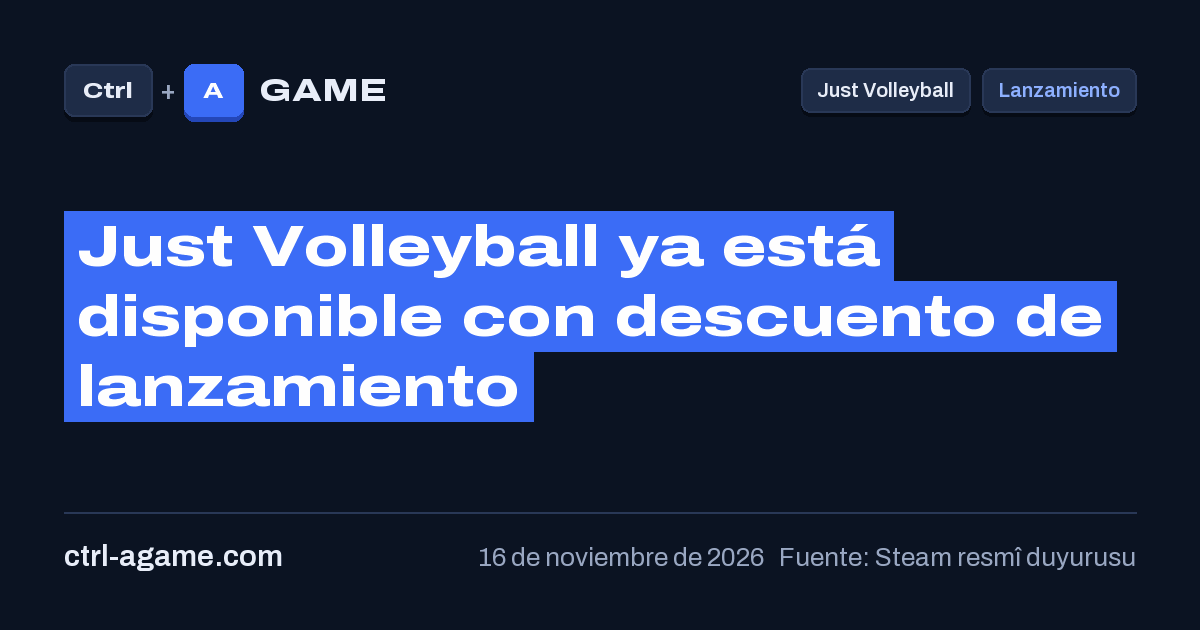 Ctrl + A GAME
Just Volleyball
Lanzamiento
Just Volleyball ya está
disponible con descuento de
lanzamiento
ctrl-agame.com
16 de noviembre de 2026 Fuente: Steam resmî duyurusu